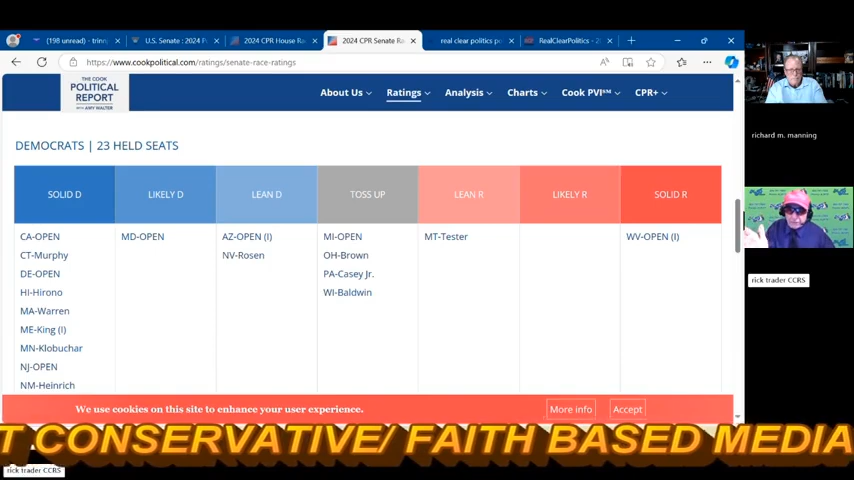 (198 unread) - trinn
U.S. Senate : 2024 P
2024 CPR House Ra
2024 CPR Senate Ra
real clear politics po
RealClearPolitics - 2
https://www.cookpolitical.com/ratings/senate-race-ratings
THE COOK
POLITICAL
REPORT
WITH AMY WALTER
About Us
Ratings
Analysis
Charts
Cook PVI℠
CPR+
DEMOCRATS | 23 HELD SEATS
SOLID D
LIKELY D
LEAN D
TOSS UP
LEAN R
LIKELY R
SOLID R
CA-OPEN
CT-Murphy
DE-OPEN
HI-Hirono
MA-Warren
ME-King (I)
MN-Klobuchar
NJ-OPEN
NM-Heinrich
MD-OPEN
AZ-OPEN (I)
NV-Rosen
MI-OPEN
OH-Brown
PA-Casey Jr.
WI-Baldwin
MT-Tester
WV-OPEN (I)
We use cookies on this site to enhance your user experience.
More info
Accept
richard m. manning
rick trader CCRS
T CONSERVATIVE/ FAITH BASED MEDIA
rick trader CCRS